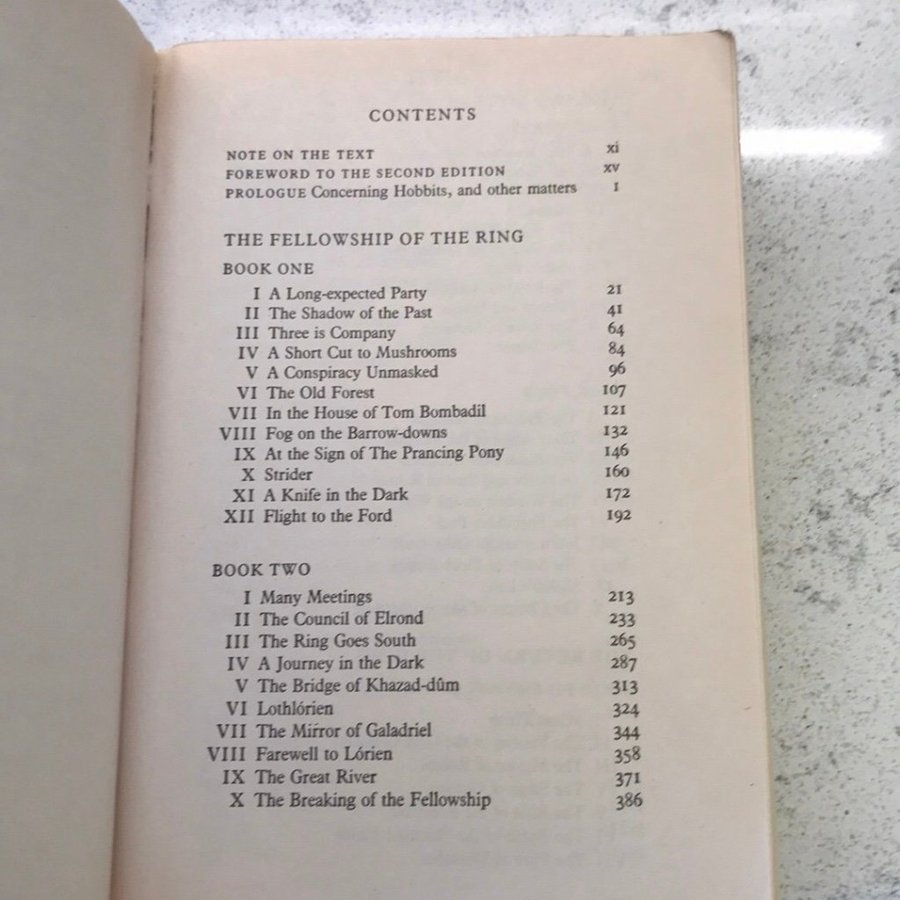 CONTENTS
NOTE ON THE TEXT xi
FOREWORD TO THE SECOND EDITION xv
PROLOGUE Concerning Hobbits, and other matters 1
THE FELLOWSHIP OF THE RING
BOOK ONE
I A Long-expected Party 21
II The Shadow of the Past 41
III Three is Company 64
IV A Short Cut to Mushrooms 84
V A Conspiracy Unmasked 96
VI The Old Forest 107
VII In the House of Tom Bombadil 121
VIII Fog on the Barrow-downs 132
IX At the Sign of The Prancing Pony 146
X Strider 160
XI A Knife in the Dark 172
XII Flight to the Ford 192
BOOK TWO
I Many Meetings 213
II The Council of Elrond 233
III The Ring Goes South 265
IV A Journey in the Dark 287
V The Bridge of Khazad-dûm 313
VI Lothlórien 324
VII The Mirror of Galadriel 344
VIII Farewell to Lórien 358
IX The Great River 371
X The Breaking of the Fellowship 386